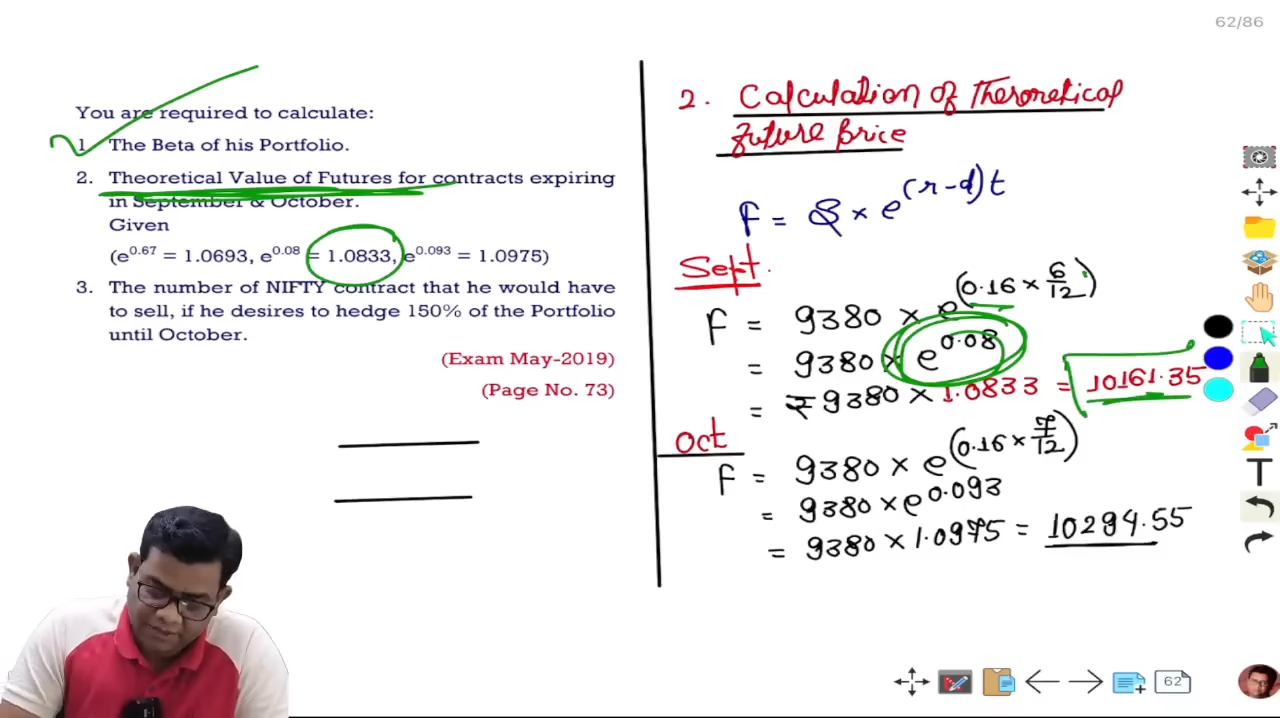 62/86
You are required to calculate:
1. The Beta of his Portfolio.
2. Theoretical Value of Futures for contracts expiring
in September & October.
Given
(e^0.67 = 1.0693, e^0.08 = 1.0833, e^0.093 = 1.0975)
3. The number of NIFTY contract that he would have
to sell, if he desires to hedge 150% of the Portfolio
until October.
(Exam May-2019)
(Page No. 73)
2. Calculation of Theronetical
future price
F = S × e^(r-d)t
Sept.
F = 9380 × e^(0.16 × 6/12)
= 9380 × e^0.08
= ₹ 9380 × 1.0833 = 10161.35
Oct
F = 9380 × e^(0.16 × 7/12)
= 9380 × e^0.093
= 9380 × 1.0975 = 10294.55
T
62